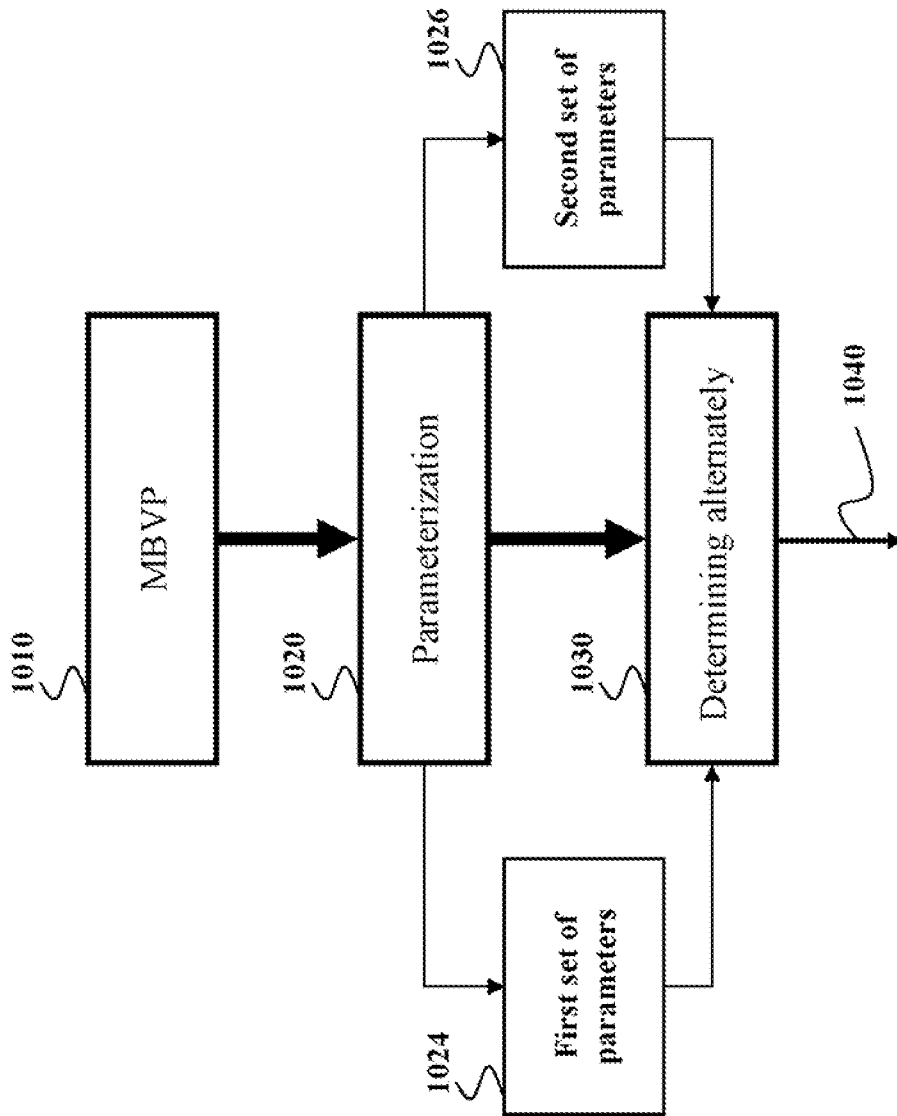 1010
MBVP
1020
Parameterization
1024
First set of
parameters
1026
Second set of
parameters
1030
Determining alternately
1040